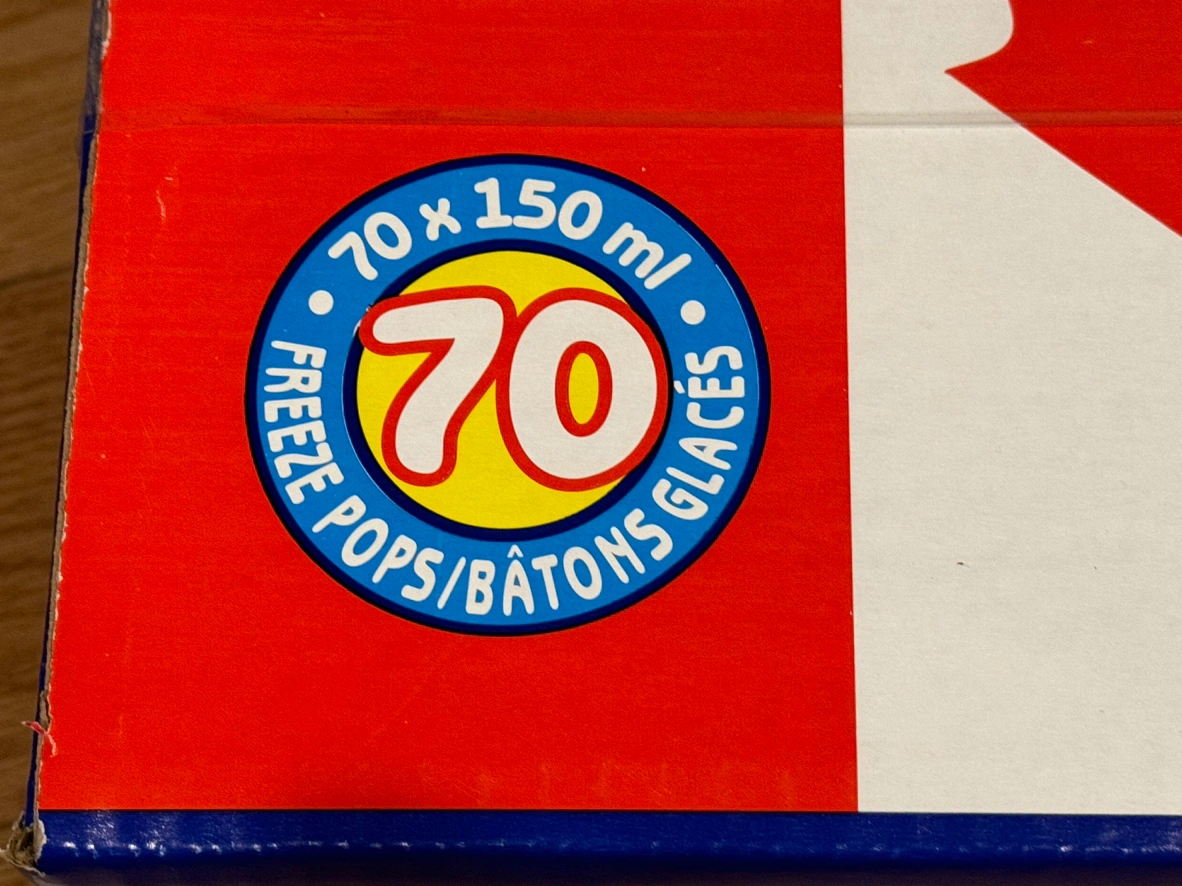 70 x 150 ml
70
FREEZE POPS/BÂTONS GLACÉS